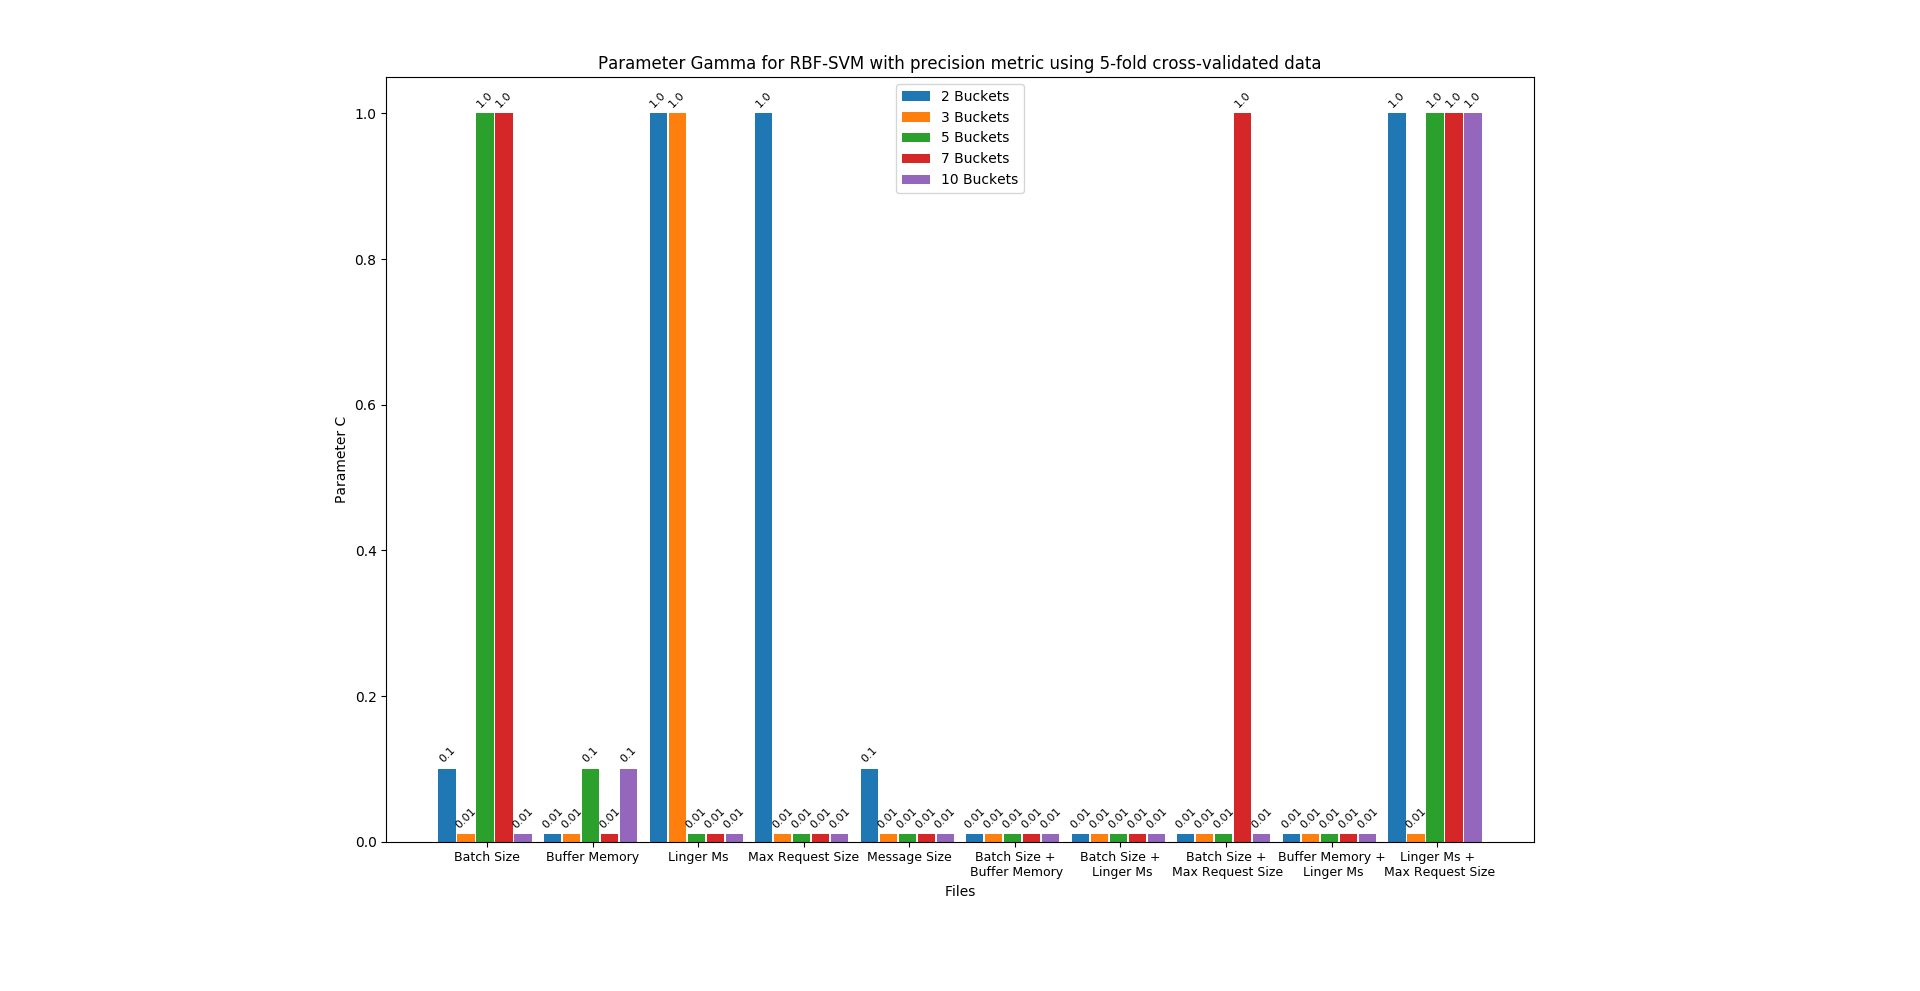 Parameter Gamma for RBF-SVM with precision metric using 5-fold cross-validated data
2 Buckets
3 Buckets
5 Buckets
7 Buckets
10 Buckets
Parameter C
1.0
0.8
0.6
0.4
0.2
0.0
0.1 0.01 1.0 1.0 0.01
0.01 0.01 0.1 0.01 0.1
1.0 1.0 0.01 0.01 0.01
1.0 0.01 0.01 0.01 0.01
0.1 0.01 0.01 0.01 0.01
0.01 0.01 0.01 0.01 0.01
0.01 0.01 0.01 0.01 0.01
0.01 0.01 0.01 1.0 0.01
0.01 0.01 0.01 0.01 0.01
1.0 0.01 1.0 1.0 1.0
Batch Size
Buffer Memory
Linger Ms
Max Request Size
Message Size
Batch Size +
Buffer Memory
Batch Size +
Linger Ms
Batch Size +
Max Request Size
Buffer Memory +
Linger Ms
Linger Ms +
Max Request Size
Files